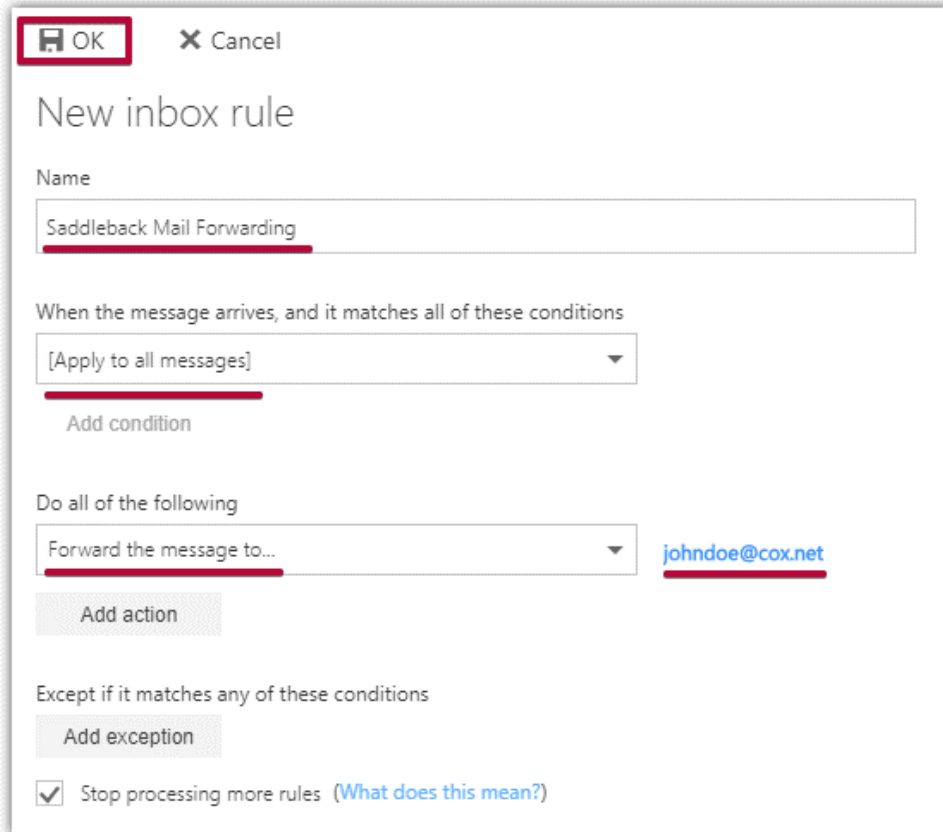 OK Cancel
New inbox rule
Name
Saddleback Mail Forwarding
When the message arrives, and it matches all of these conditions
[Apply to all messages]
Add condition
Do all of the following
Forward the message to... johndoe@cox.net
Add action
Except if it matches any of these conditions
Add exception
Stop processing more rules (What does this mean?)